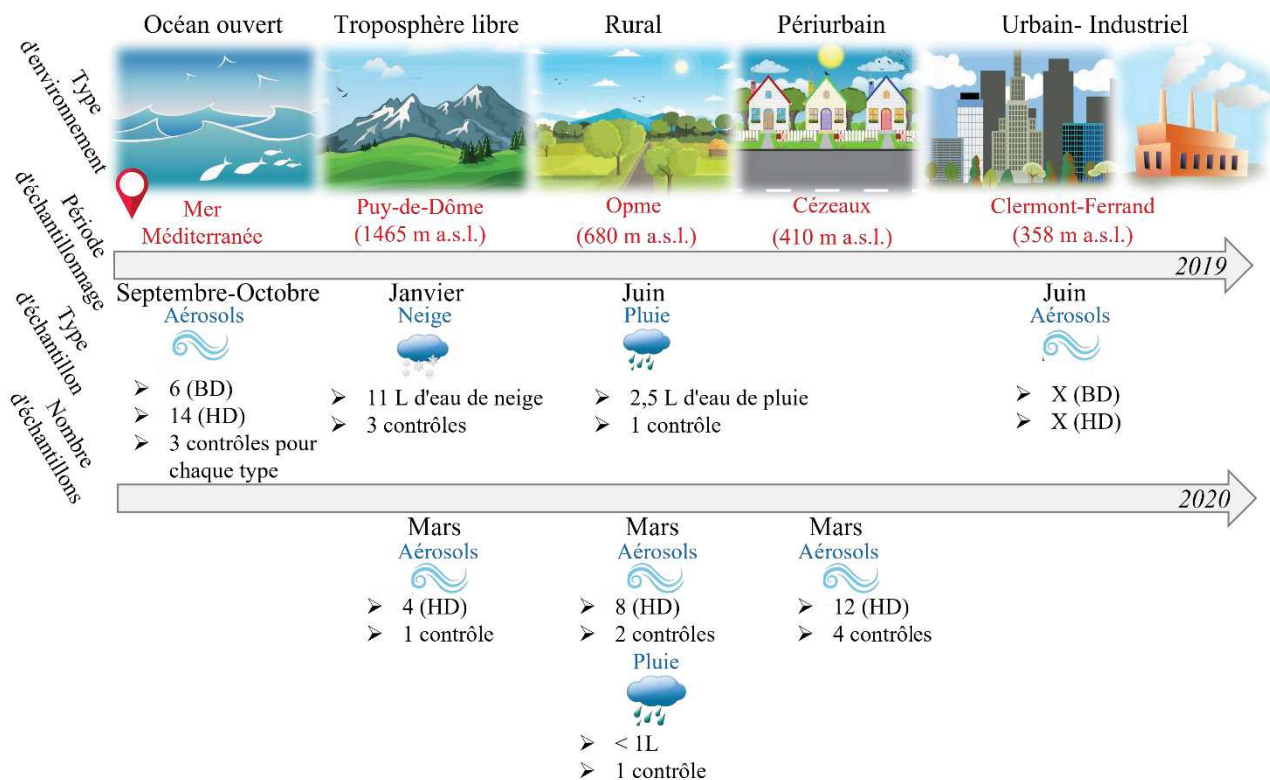 Océan ouvert
Troposphère libre
Rural
Périurbain
Urbain- Industriel
Type
d'environnement
Mer
Méditerranée
Puy-de-Dôme
(1465 m a.s.l.)
Opme
(680 m a.s.l.)
Cézeaux
(410 m a.s.l.)
Clermont-Ferrand
(358 m a.s.l.)
Période
d'échantillonnage
2019
Septembre-Octobre
Janvier
Juin
Juin
Type
d'échantillon
Aérosols
Neige
Pluie
Aérosols
Nombre
d'échantillons
➢ 6 (BD)
➢ 14 (HD)
➢ 3 contrôles pour
chaque type
➢ 11 L d'eau de neige
➢ 3 contrôles
➢ 2,5 L d'eau de pluie
➢ 1 contrôle
➢ X (BD)
➢ X (HD)
2020
Mars
Aérosols
➢ 4 (HD)
➢ 1 contrôle
Mars
Aérosols
➢ 8 (HD)
➢ 2 contrôles
Pluie
➢ < 1L
➢ 1 contrôle
Mars
Aérosols
➢ 12 (HD)
➢ 4 contrôles